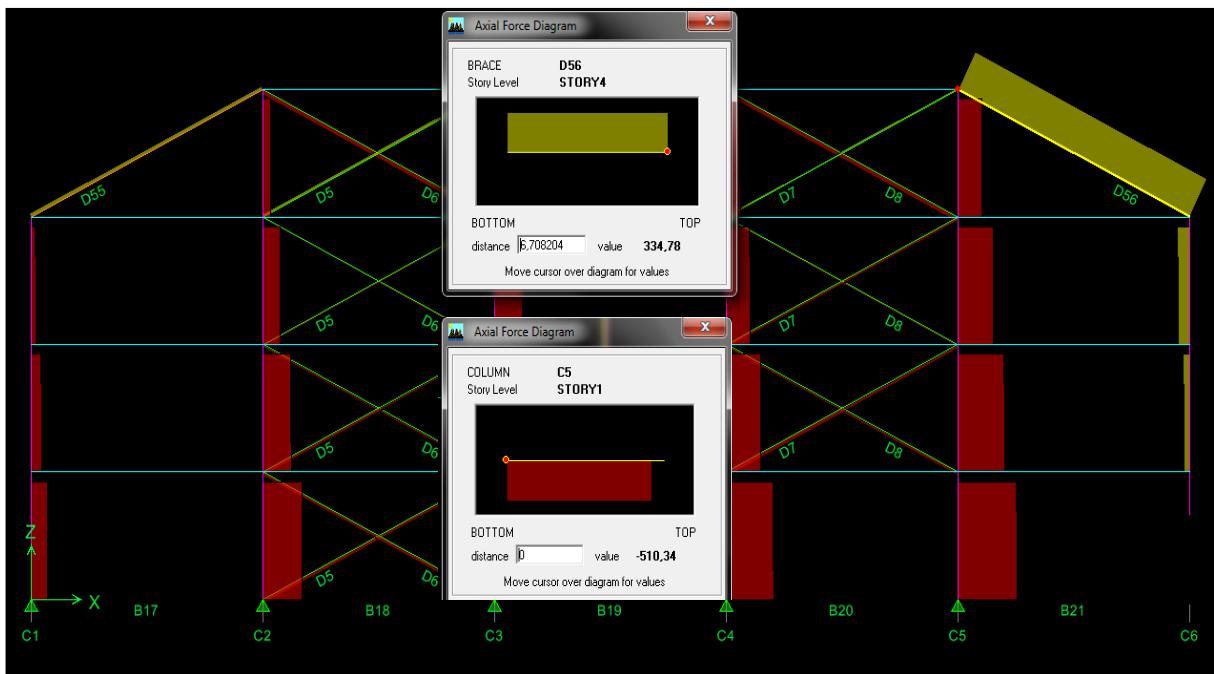 Axial Force Diagram
X
BRACE D56
Story Level STORY4
BOTTOM TOP
distance 6,708204 value 334,78
Move cursor over diagram for values
D55
D5
D6
D7
D8
D56
D5
D6
D7
D8
Axial Force Diagram
X
COLUMN C5
Story Level STORY1
BOTTOM TOP
distance 0 value -510,34
Move cursor over diagram for values
D5
D6
D7
D8
D5
D6
Z
X
B17 B18 B19 B20 B21
C1 C2 C3 C4 C5 C6